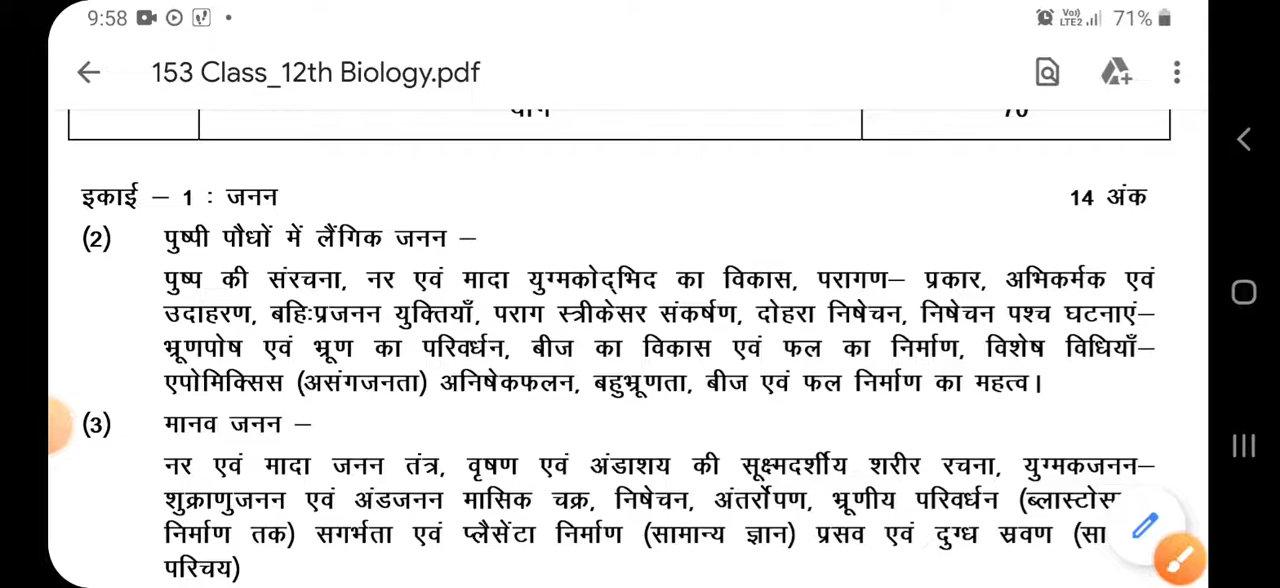 9:58
71%
153 Class_12th Biology.pdf
इकाई – 1 : जनन 14 अंक
(2) पुष्पी पौधों में लैंगिक जनन –
पुष्प की संरचना, नर एवं मादा युग्मकोद्भिद का विकास, परागण– प्रकार, अभिकर्मक एवं
उदाहरण, बहिःप्रजनन युक्तियाँ, पराग स्त्रीकेसर संकर्षण, दोहरा निषेचन, निषेचन पश्च घटनाएं–
भ्रूणपोष एवं भ्रूण का परिवर्धन, बीज का विकास एवं फल का निर्माण, विशेष विधियाँ–
एपोमिक्सिस (असंगजनता) अनिषेकफलन, बहुभ्रूणता, बीज एवं फल निर्माण का महत्व।
(3) मानव जनन –
नर एवं मादा जनन तंत्र, वृषण एवं अंडाशय की सूक्ष्मदर्शीय शरीर रचना, युग्मकजनन–
शुक्राणुजनन एवं अंडजनन मासिक चक्र, निषेचन, अंतर्रोपण, भ्रूणीय परिवर्धन (ब्लास्टोस
निर्माण तक) सगर्भता एवं प्लैसेंटा निर्माण (सामान्य ज्ञान) प्रसव एवं दुग्ध स्रवण (सा
परिचय)